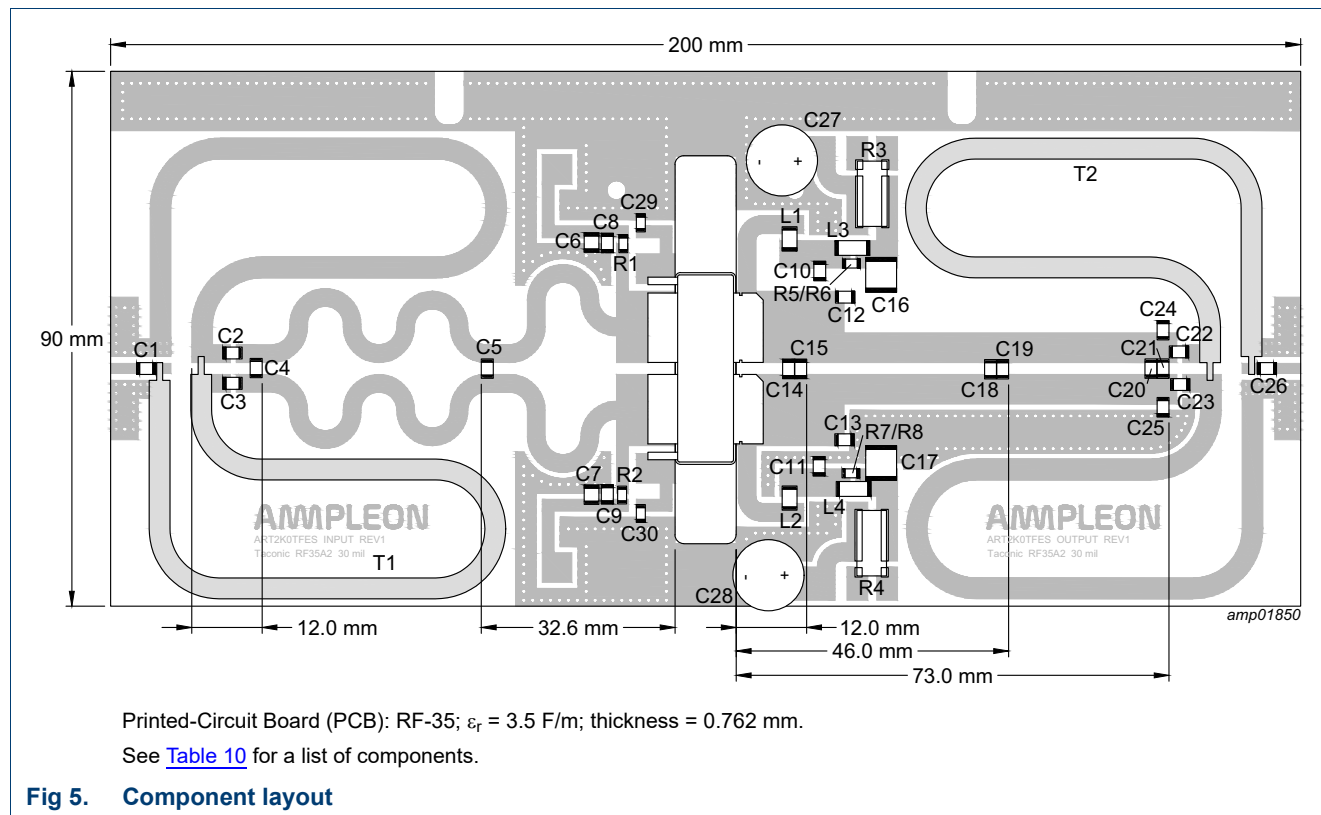 200 mm
C27
R3
T2
C29
L1
C8
L3
C6
R1
C10
R5/R6
C16
C12
C24
90 mm
C2
C22
C1
C5
C15
C19
C21
C4
C14
C18
C20
C26
C3
C23
C25
C13
R7/R8
C7
R2
C11
C17
C9
L2
L4
C30
AMPLEON
ART2K0TFES INPUT REV1
Taconic RF35A2 30 mil
AMPLEON
ART2K0TFES OUTPUT REV1
Taconic RF35A2 30 mil
T1
R4
C28
amp01850
12.0 mm
32.6 mm
12.0 mm
46.0 mm
73.0 mm
Printed-Circuit Board (PCB): RF-35; εr = 3.5 F/m; thickness = 0.762 mm.
See Table 10 for a list of components.
Fig 5. Component layout